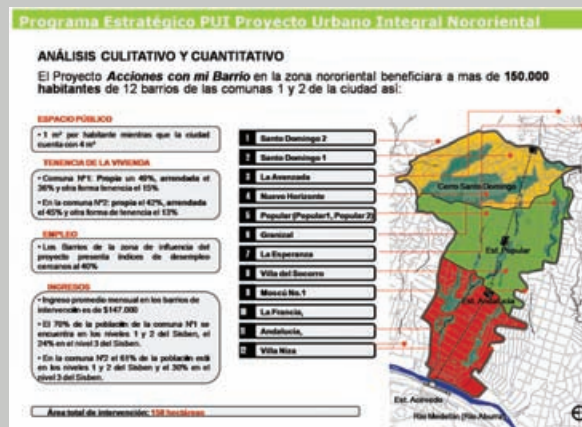 Programa Estratégico PUI Proyecto Urbano Integral Nororiental
ANÁLISIS CULITATIVO Y CUANTITATIVO
El Proyecto Acciones con mi Barrio en la zona nororiental beneficiara a mas de 150.000
habitantes de 12 barrios de las comunas 1 y 2 de la ciudad así:
ESPACIO PÚBLICO
• 1 m² por habitante mientras que la ciudad
cuenta con 4 m²
TENENCIA DE LA VIVIENDA
• Comuna Nº1: Propia un 49%, arrendada el
36% y otra forma tenencia el 15%
• En la comuna Nº2: propia el 42%, arrendada
el 45% y otra forma de tenencia el 13%
EMPLEO
• Los Barrios de la zona de influencia del
proyecto presenta índices de desempleo
cercanos al 40%
INGRESOS
• Ingreso promedio mensual en los barrios de
intervención es de $147.000
• El 70% de la población de la comuna Nº1 se
encuentra en los niveles 1 y 2 del Sisben, el
24% en el nivel 3 del Sisben.
• En la comuna Nº2 el 61% de la población está
en los niveles 1 y 2 del Sisben y el 30% en el
nivel 3 del Sisben.
Área total de intervención: 158 hectáreas
1 Santo Domingo 2
2 Santo Domingo 1
3 La Avanzada
4 Nuevo Horizonte
5 Popular (Popular1, Popular 2)
6 Granizal
7 La Esperanza
8 Villa del Socorro
9 Moscú No.1
10 La Francia,
11 Andalucía,
12 Villa Niza
Cerro Santo Domingo
Est. Popular
Est. Andalucía
Est. Acevedo
Río Medellín (Río Aburrá)